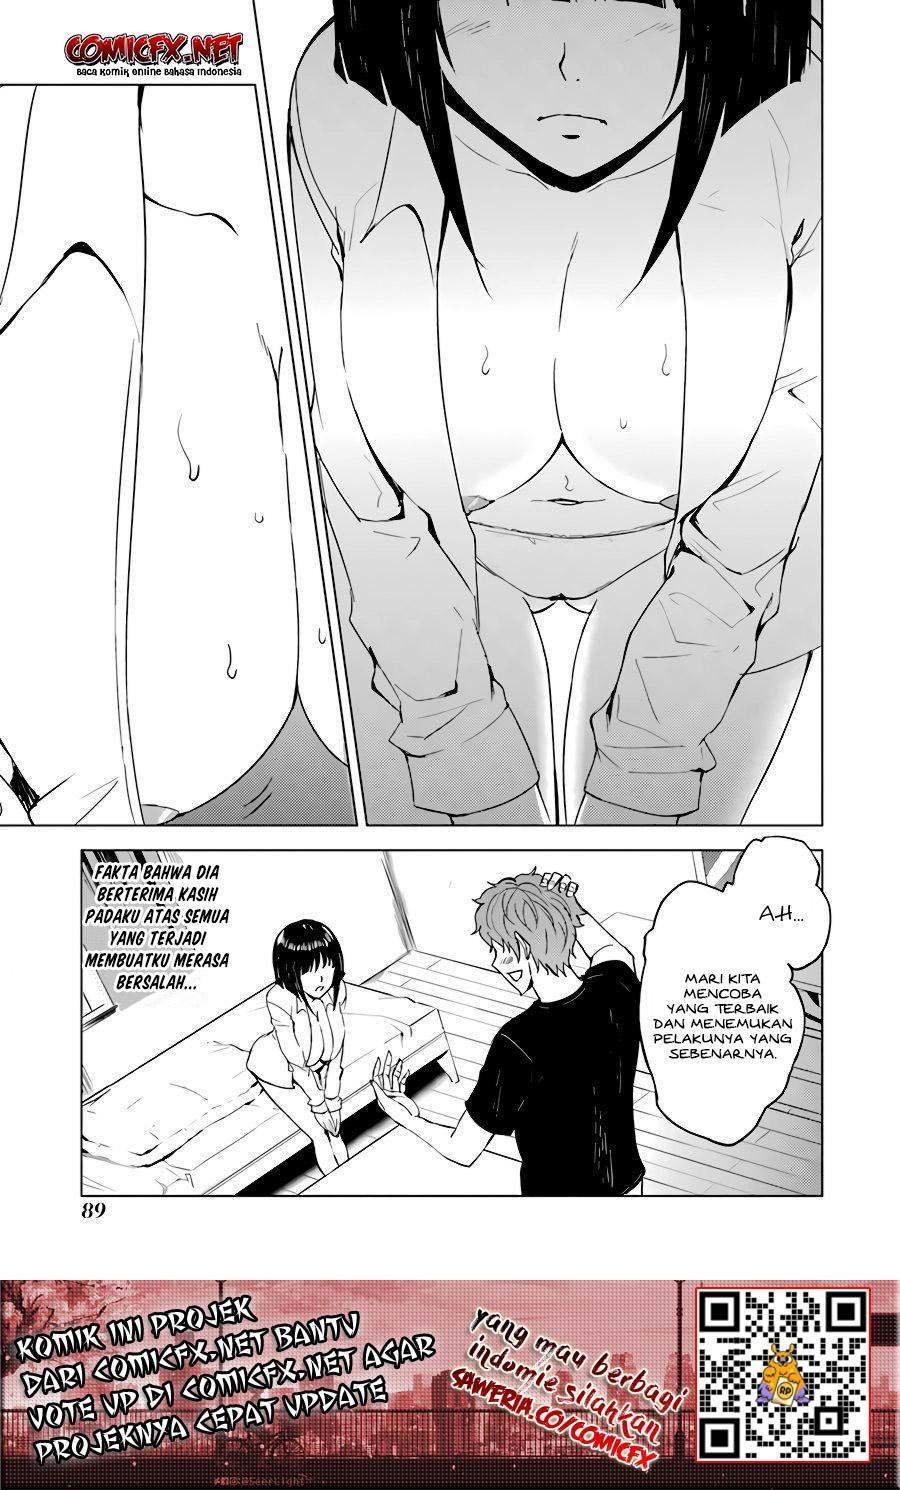 COMICFX.NET
BACA KOMIK ONLINE BAHASA INDONESIA
AH...
MARI KITA
MENCOBA
YANG TERBAIK
DAN MENEMUKAN
PELAKUNYA YANG
SEBENARNYA.
FAKTA BAHWA DIA
BERTERIMA KASIH
PADAKU ATAS SEMUA
YANG TERJADI
MEMBUATKU MERASA
BERSALAH...
89
KOMIK INI PROJEK
DARI COMICFX.NET BANTU
VOTE UP DI COMICFX.NET AGAR
PROJEKNYA CEPAT UPDATE
yang mau berbagi
indomie silahkan
SAWERIA.CO/COMICFX
RP
@SeerLight